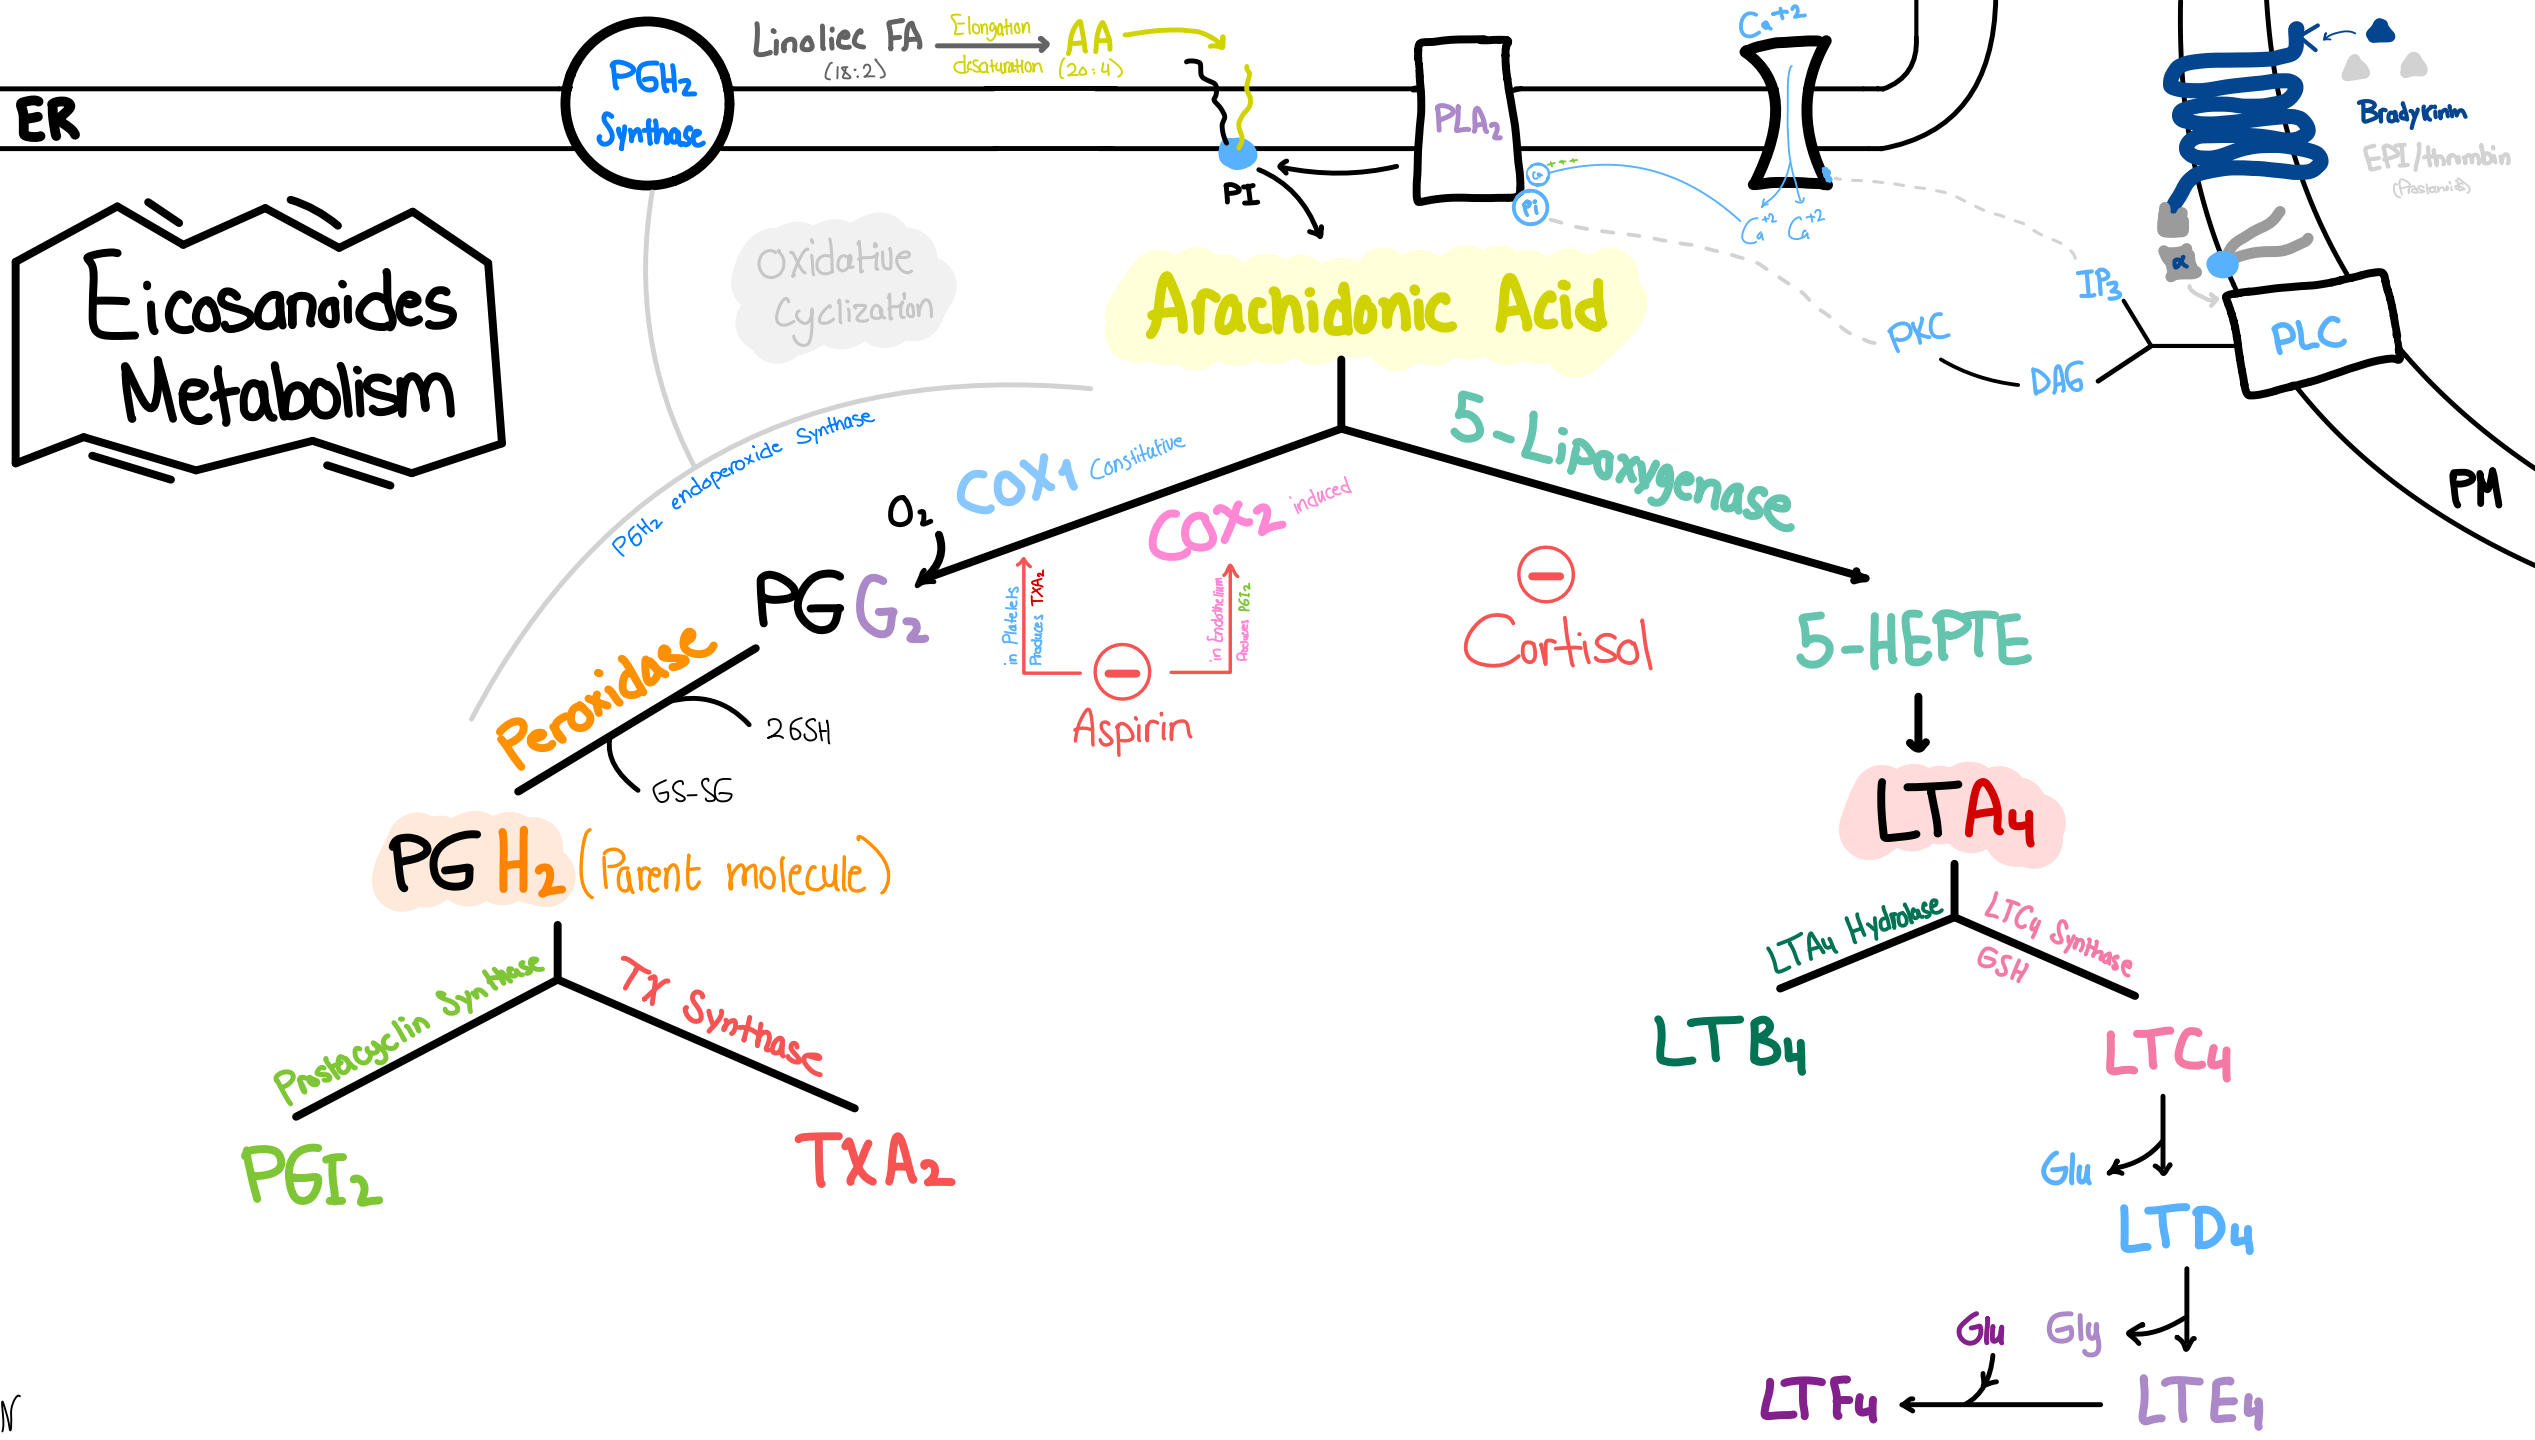 ER
PGH₂
Synthase
Linoliec FA
(18:2)
Elongation
desaturation
AA
(20:4)
PI
PLA₂
Ca
+++
Pi
Ca⁺²
Ca⁺² Ca⁺²
Bradykinin
EPI/thrombin
(Prostanoids)
α
PLC
IP₃
DAG
PKC
PM
Eicosanoides
Metabolism
Oxidative
Cyclization
Arachidonic Acid
PGH₂ endoperoxide Synthase
COX1 Constitutive
COX2 induced
5-Lipoxygenase
O₂
PGG₂
in Platelets
Produces TXA₂
in Endothelium
Produces PGI₂
Aspirin
Cortisol
5-HEPTE
Peroxidase
2GSH
GS-SG
PGH₂ (Parent molecule)
LTA4
LTA4 Hydrolase
LTC4 Synthase
GSH
Prostacyclin Synthase
TX Synthase
LTB4
LTC4
PGI₂
TXA₂
Glu
LTD4
Glu
Gly
LTF4
LTE4
N